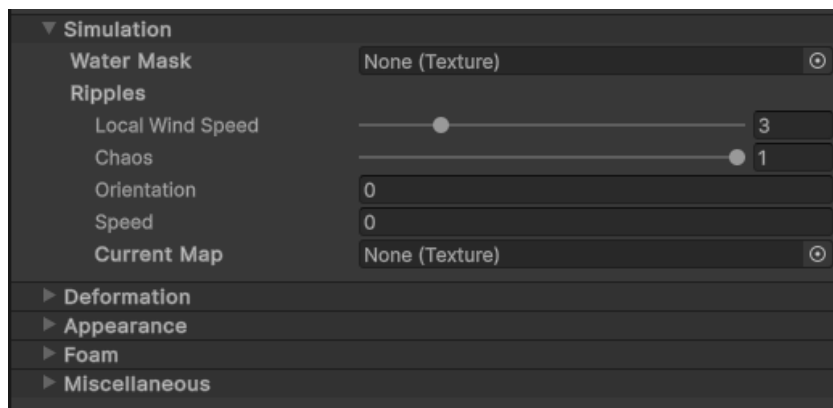 Simulation
Water Mask None (Texture)
Ripples
Local Wind Speed 3
Chaos 1
Orientation 0
Speed 0
Current Map None (Texture)
Deformation
Appearance
Foam
Miscellaneous